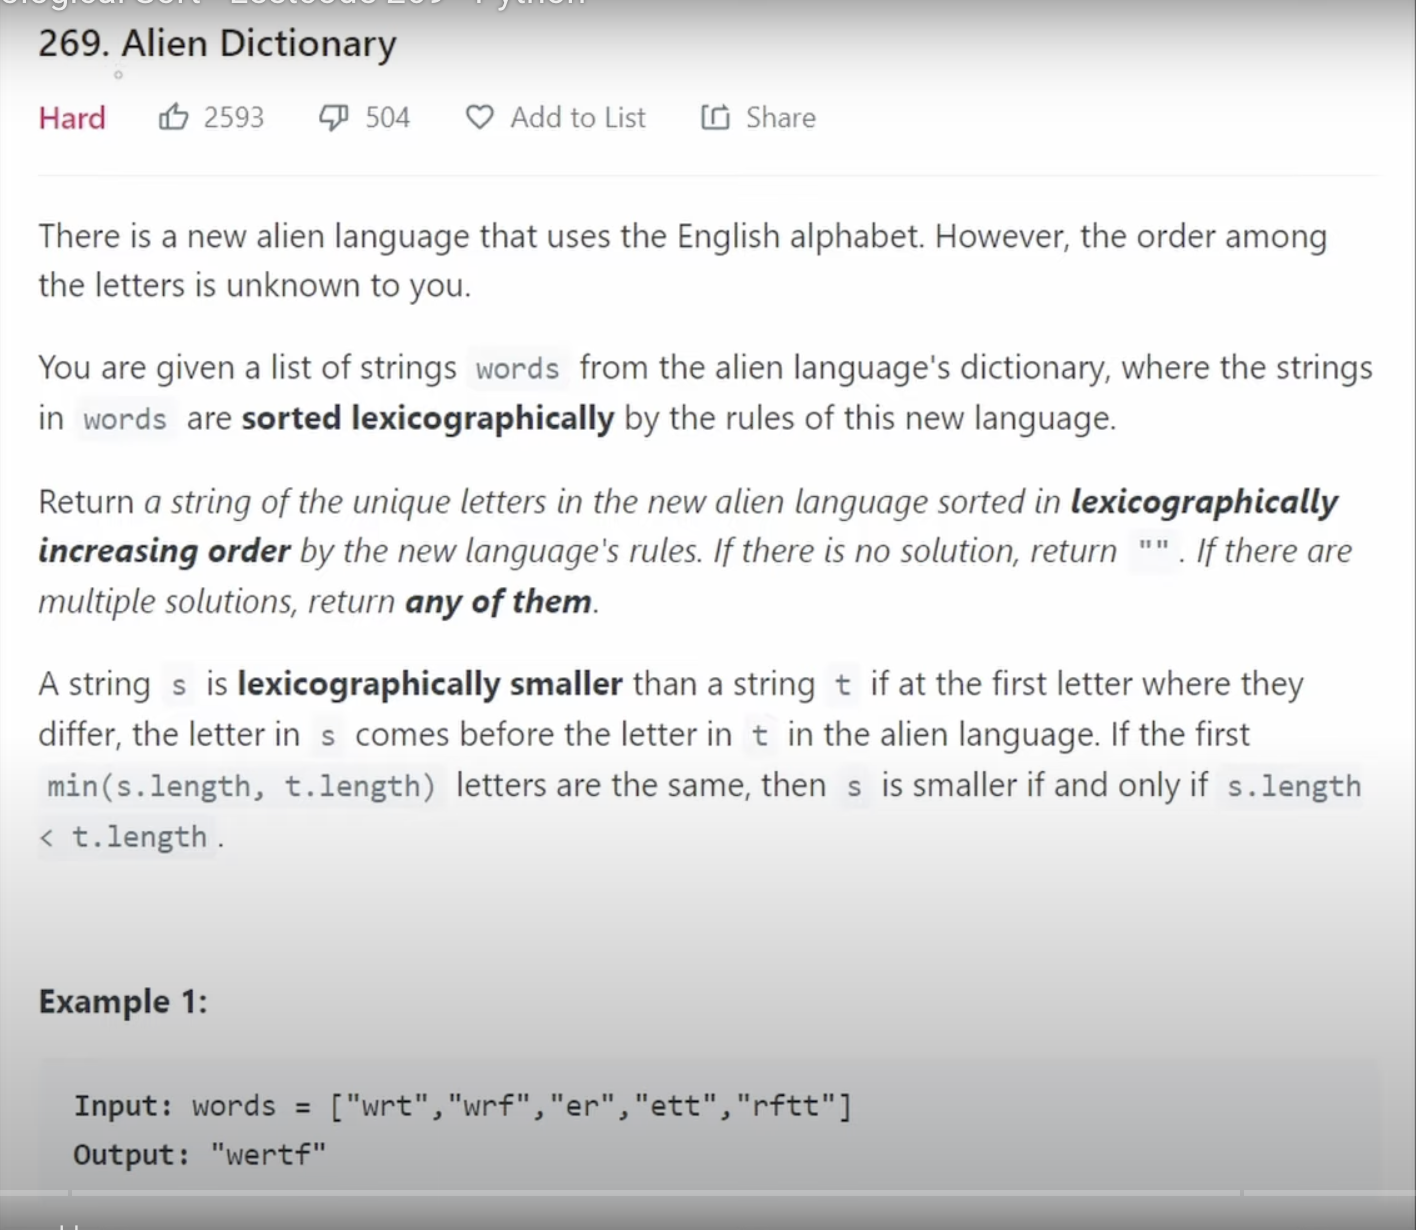 269. Alien Dictionary
Hard 2593 504 Add to List Share
There is a new alien language that uses the English alphabet. However, the order among
the letters is unknown to you.
You are given a list of strings words from the alien language's dictionary, where the strings
in words are sorted lexicographically by the rules of this new language.
Return a string of the unique letters in the new alien language sorted in lexicographically
increasing order by the new language's rules. If there is no solution, return "". If there are
multiple solutions, return any of them.
A string s is lexicographically smaller than a string t if at the first letter where they
differ, the letter in s comes before the letter in t in the alien language. If the first
min(s.length, t.length) letters are the same, then s is smaller if and only if s.length
< t.length.
Example 1:
Input: words = ["wrt","wrf","er","ett","rftt"]
Output: "wertf"